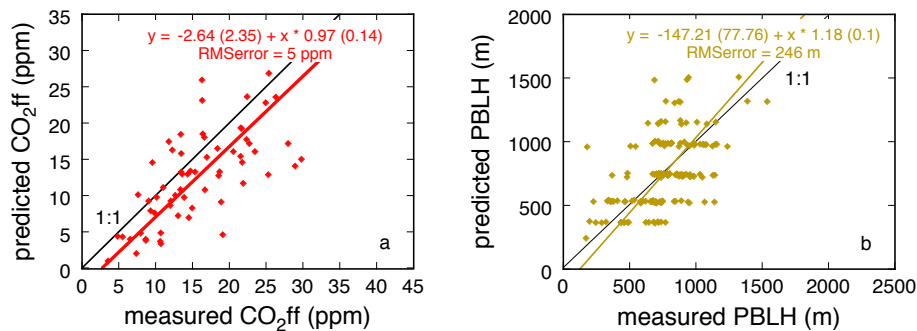 y = -2.64 (2.35) + x * 0.97 (0.14)
RMSerror = 5 ppm
1:1
a
predicted CO2ff (ppm)
35
30
25
20
15
10
5
0
0 5 10 15 20 25 30 35 40 45
measured CO2ff (ppm)
y = -147.21 (77.76) + x * 1.18 (0.1)
RMSerror = 246 m
1:1
b
predicted PBLH (m)
2000
1500
1000
500
0
0 500 1000 1500 2000 2500
measured PBLH (m)